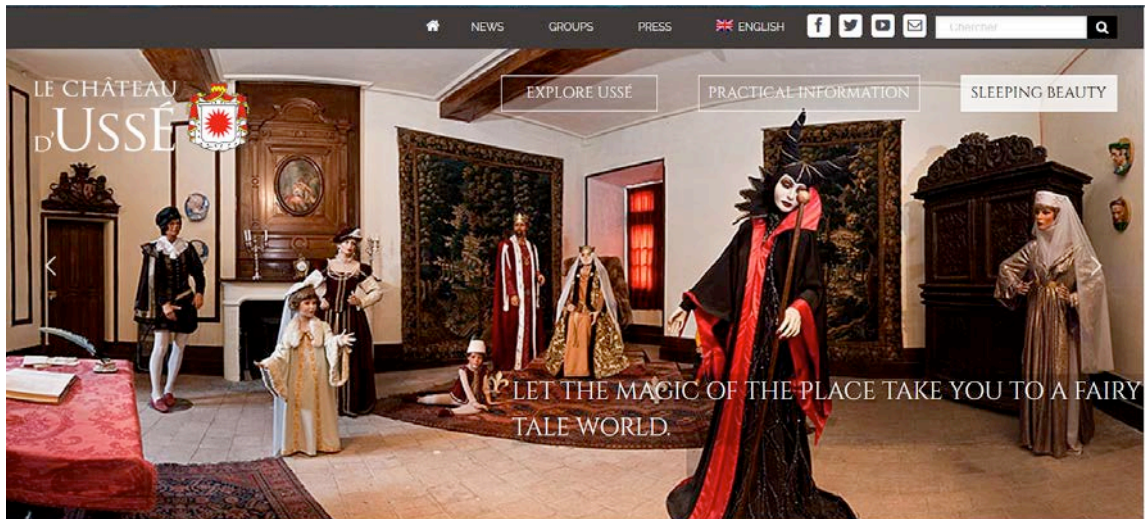 NEWS GROUPS PRESS ENGLISH Chercher
LE CHÂTEAU
D'USSÉ
EXPLORE USSÉ PRACTICAL INFORMATION SLEEPING BEAUTY
LET THE MAGIC OF THE PLACE TAKE YOU TO A FAIRY
TALE WORLD.